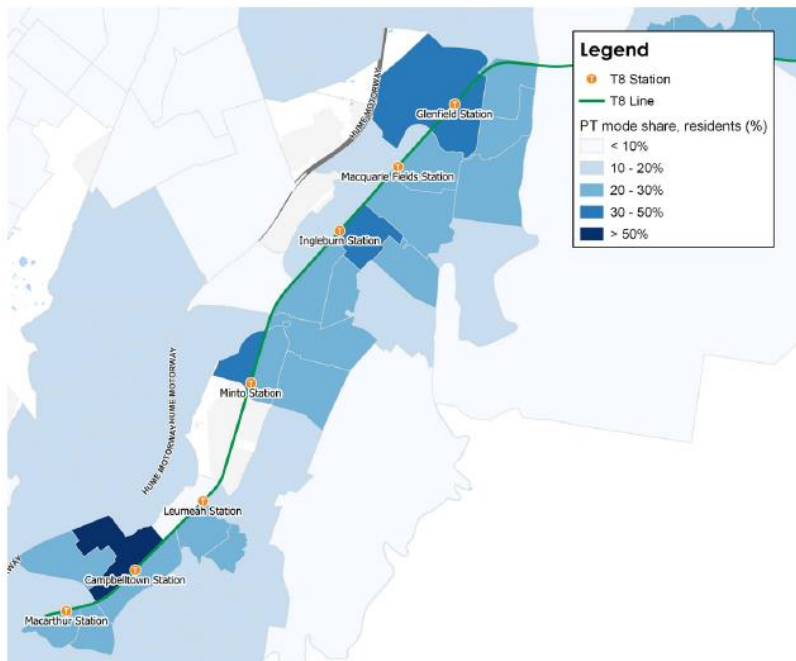 Legend
T8 Station
T8 Line
PT mode share, residents (%)
< 10%
10 - 20%
20 - 30%
30 - 50%
> 50%
HUME MOTORWAY
Glenfield Station
Macquarie Fields Station
Ingleburn Station
Minto Station
HUME MOTORWAY
HUME MOTORWAY
Leumeah Station
Campbelltown Station
Macarthur Station
WAY